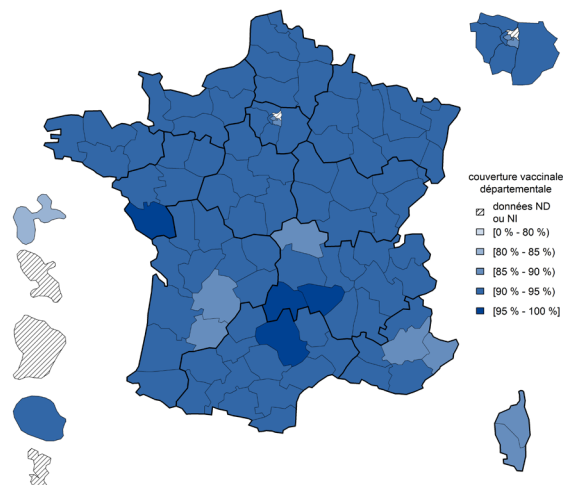 couverture vaccinale
départementale
données ND
ou NI
[0 % - 80 %)
[80 % - 85 %)
[85 % - 90 %)
[90 % - 95 %)
[95 % - 100 %]